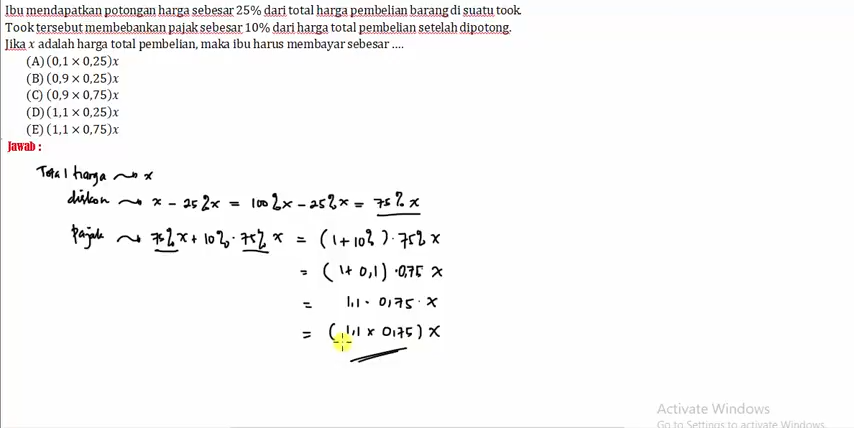 Ibu mendapatkan potongan harga sebesar 25% dari total harga pembelian barang di suatu took.
Took tersebut membebankan pajak sebesar 10% dari harga total pembelian setelah dipotong.
Jika x adalah harga total pembelian, maka ibu harus membayar sebesar ....
(A) (0,1 × 0,25)x
(B) (0,9 × 0,25)x
(C) (0,9 × 0,75)x
(D) (1,1 × 0,25)x
(E) (1,1 × 0,75)x
Jawab :
Total harga ~> x
diskon ~> x - 25%x = 100%x - 25%x = 75% x
Pajak ~> 75%x + 10% · 75% x = (1 + 10%) · 75% x
= (1 + 0,1) · 0,75 x
= 1,1 · 0,75 · x
= (1,1 × 0,75) x
Activate Windows
Go to Settings to activate Windows.